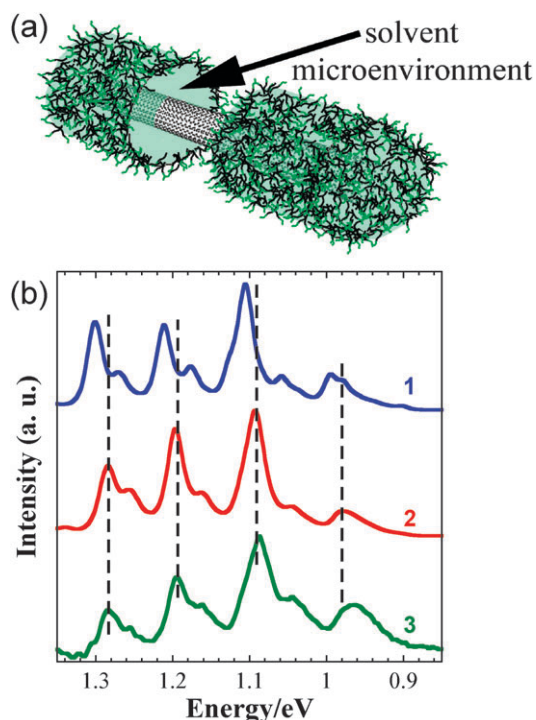 (a)
solvent
microenvironment
(b)
1
2
3
Intensity (a. u.)
1.3 1.2 1.1 1 0.9
Energy/eV